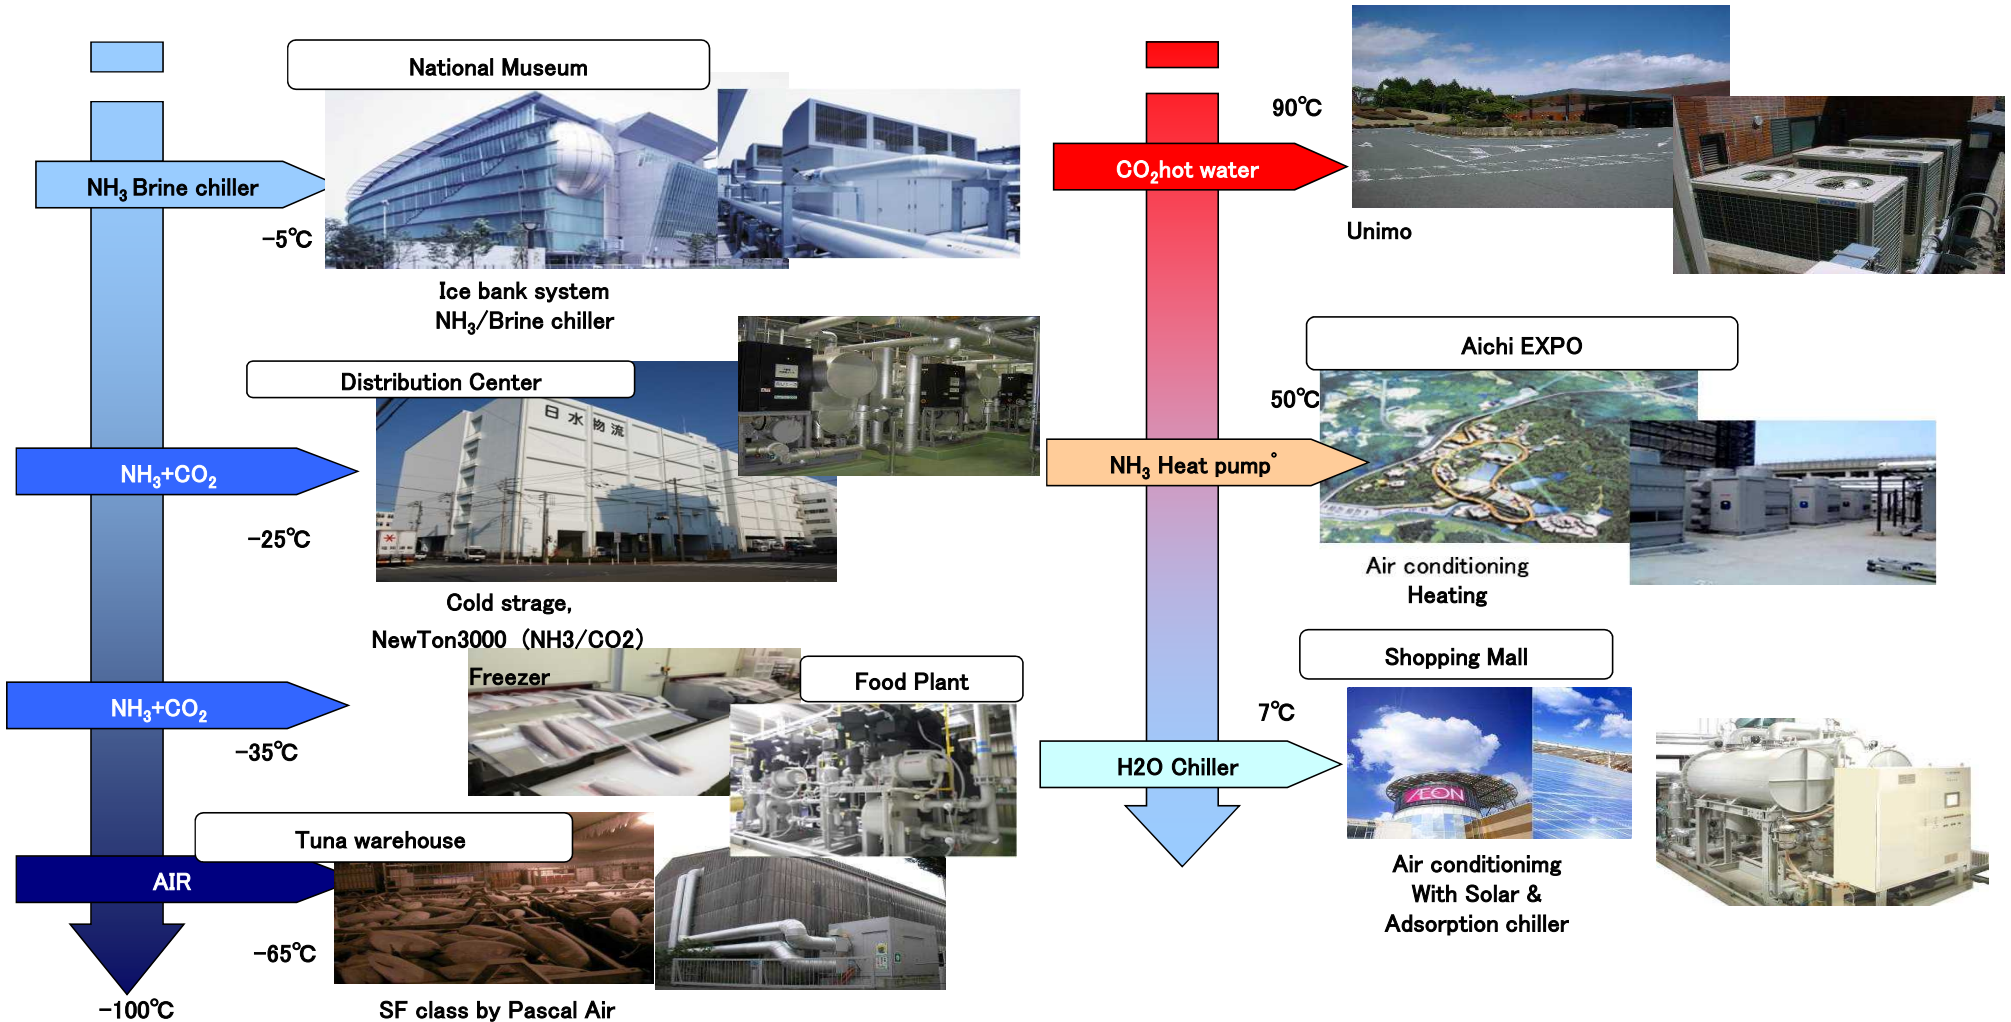 National Museum
NH3 Brine chiller
-5℃
Ice bank system
NH3/Brine chiller
Distribution Center
日水物流
NH3+CO2
-25℃
Cold strage,
NewTon3000 (NH3/CO2)
Freezer
Food Plant
NH3+CO2
-35℃
Tuna warehouse
AIR
-65℃
-100℃
SF class by Pascal Air
90℃
CO2hot water
Unimo
Aichi EXPO
50℃
NH3 Heat pump°
Air conditioning
Heating
Shopping Mall
7℃
H2O Chiller
ÆON
Air conditionimg
With Solar &
Adsorption chiller